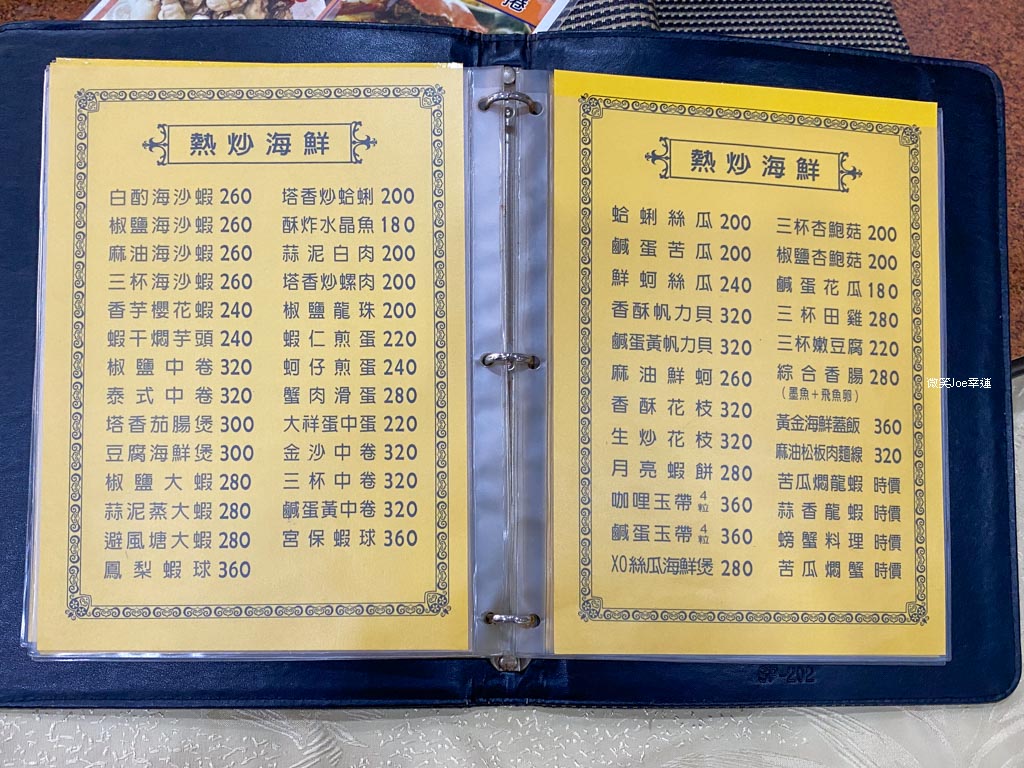 捲
熱炒海鮮
白酌海沙蝦 260
椒鹽海沙蝦 260
麻油海沙蝦 260
三杯海沙蝦 260
香芋櫻花蝦 240
蝦干燜芋頭 240
椒鹽中卷 320
泰式中卷 320
塔香茄腸煲 300
豆腐海鮮煲 300
椒鹽大蝦 280
蒜泥蒸大蝦 280
避風塘大蝦 280
鳳梨蝦球 360
塔香炒蛤蜊 200
酥炸水晶魚 180
蒜泥白肉 200
塔香炒螺肉 200
椒鹽龍珠 200
蝦仁煎蛋 220
蚵仔煎蛋 240
蟹肉滑蛋 280
大祥蛋中蛋 220
金沙中卷 320
三杯中卷 320
鹹蛋黃中卷 320
宮保蝦球 360
熱炒海鮮
蛤蜊絲瓜 200
鹹蛋苦瓜 200
鮮蚵絲瓜 240
香酥帆力貝 320
鹹蛋黃帆力貝 320
麻油鮮蚵 260
香酥花枝 320
生炒花枝 320
月亮蝦餅 280
咖哩玉帶 4粒 360
鹹蛋玉帶 4粒 360
XO絲瓜海鮮煲 280
三杯杏鮑菇 200
椒鹽杏鮑菇 200
鹹蛋花瓜 180
三杯田雞 280
三杯嫩豆腐 220
綜合香腸 280
(墨魚+飛魚卵)
黃金海鮮蓋飯 360
麻油松板肉麵線 320
苦瓜燜龍蝦 時價
蒜香龍蝦 時價
螃蟹料理 時價
苦瓜燜蟹 時價
微笑Joe幸運